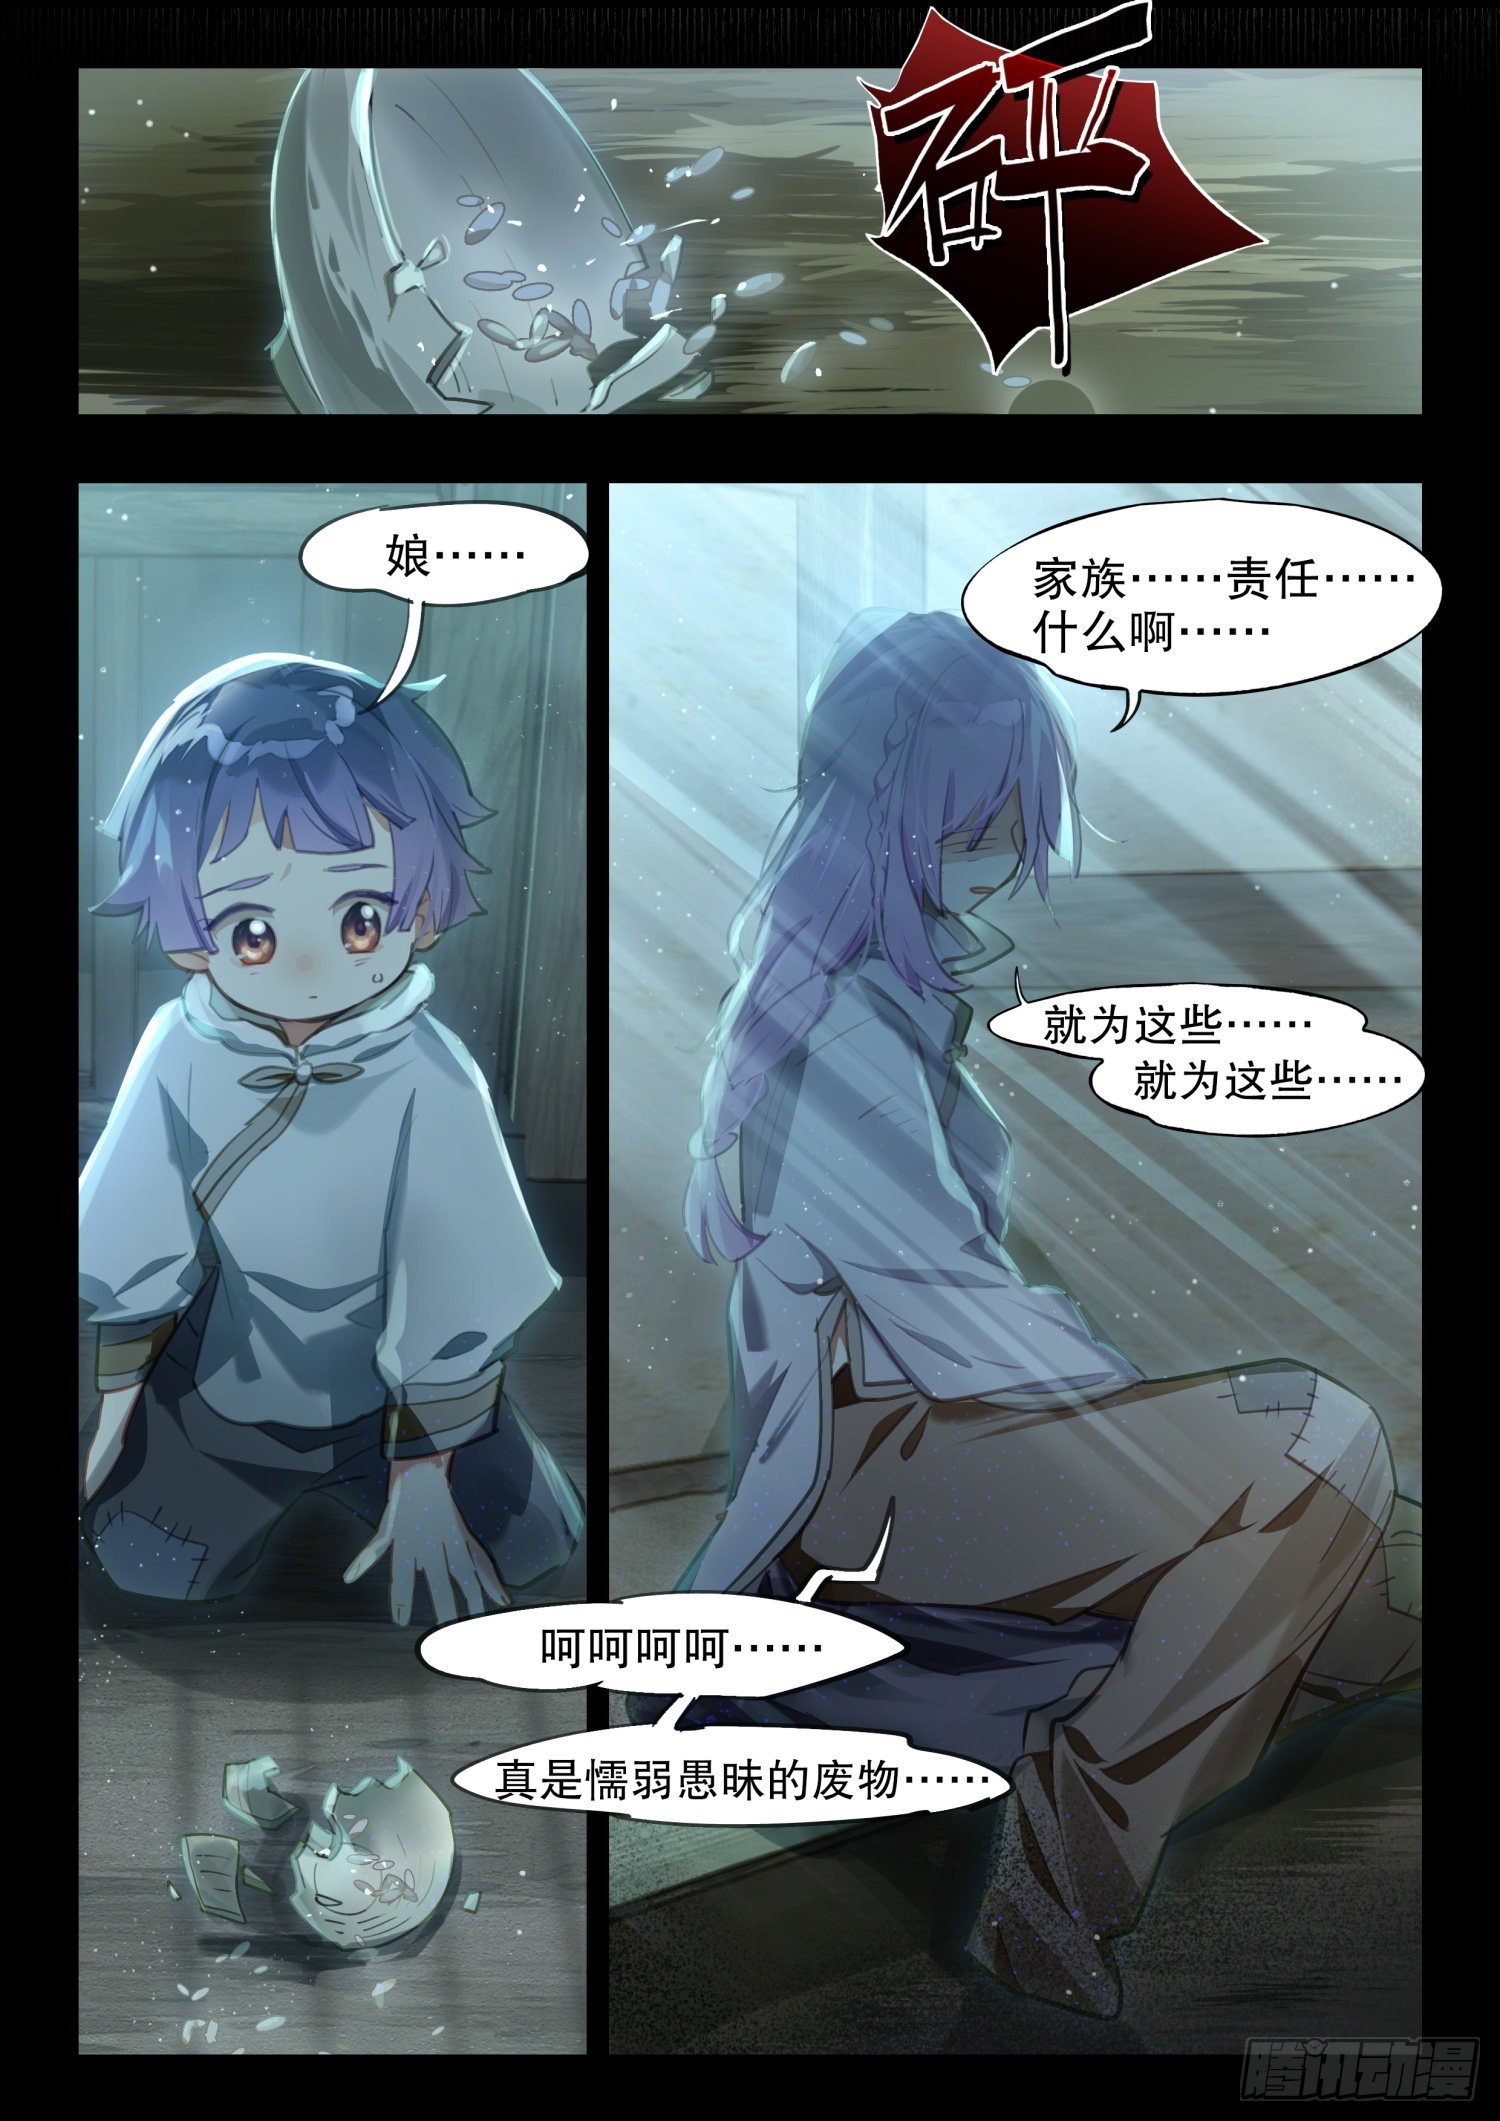 砰
娘……
家族……责任……
什么啊……
就为这些……
就为这些……
呵呵呵呵……
真是懦弱愚昧的废物……
腾讯动漫